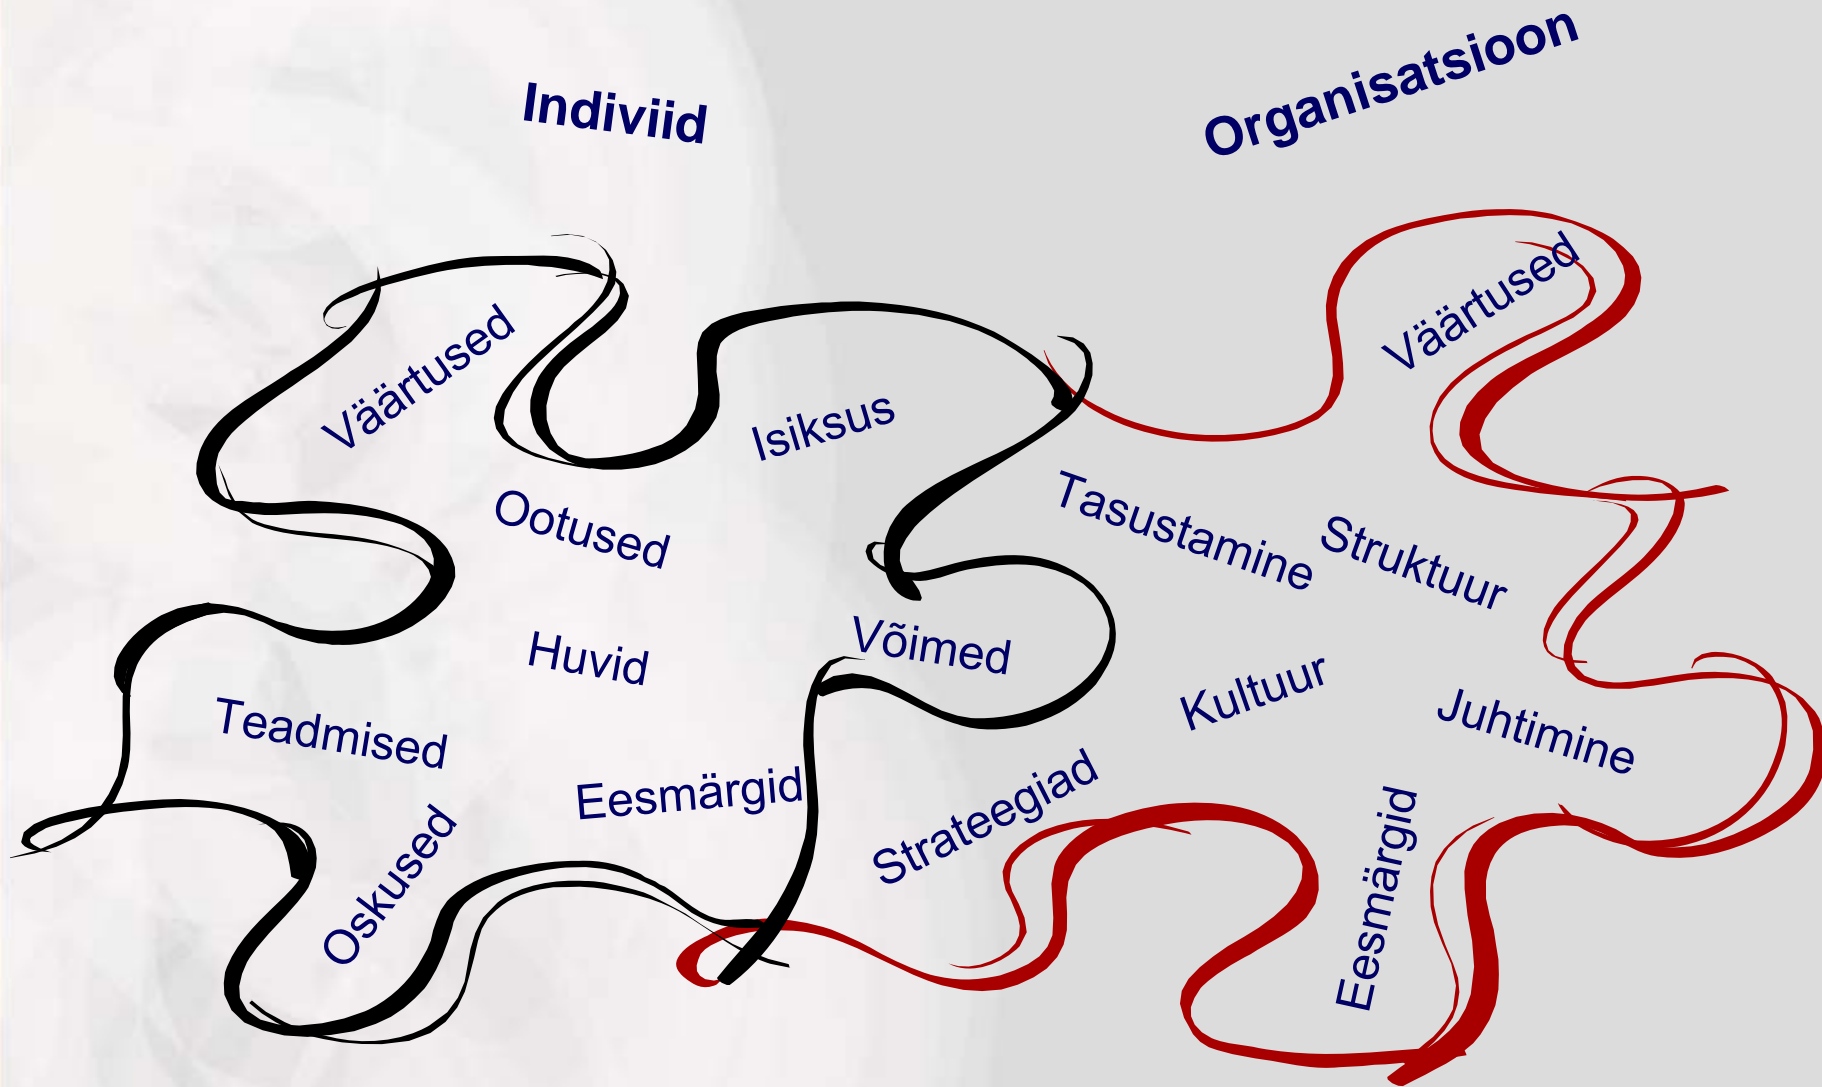 Indiviid
Organisatsioon
Väärtused
Isiksus
Ootused
Huvid
Võimed
Teadmised
Eesmärgid
Oskused
Väärtused
Tasustamine
Struktuur
Kultuur
Juhtimine
Strateegiad
Eesmärgid